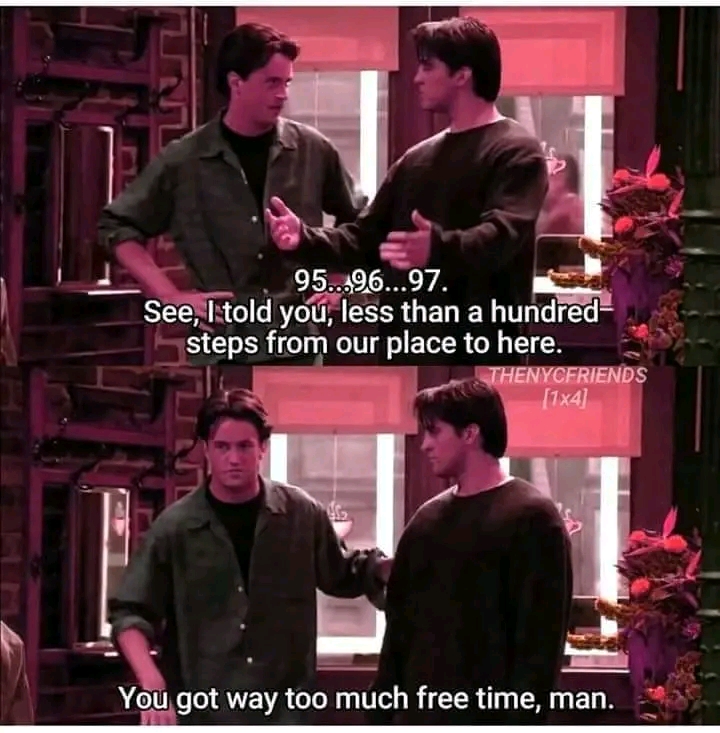 95...96...97.
See, I told you, less than a hundred
steps from our place to here.
THENYCFRIENDS
[1x4]
You got way too much free time, man.